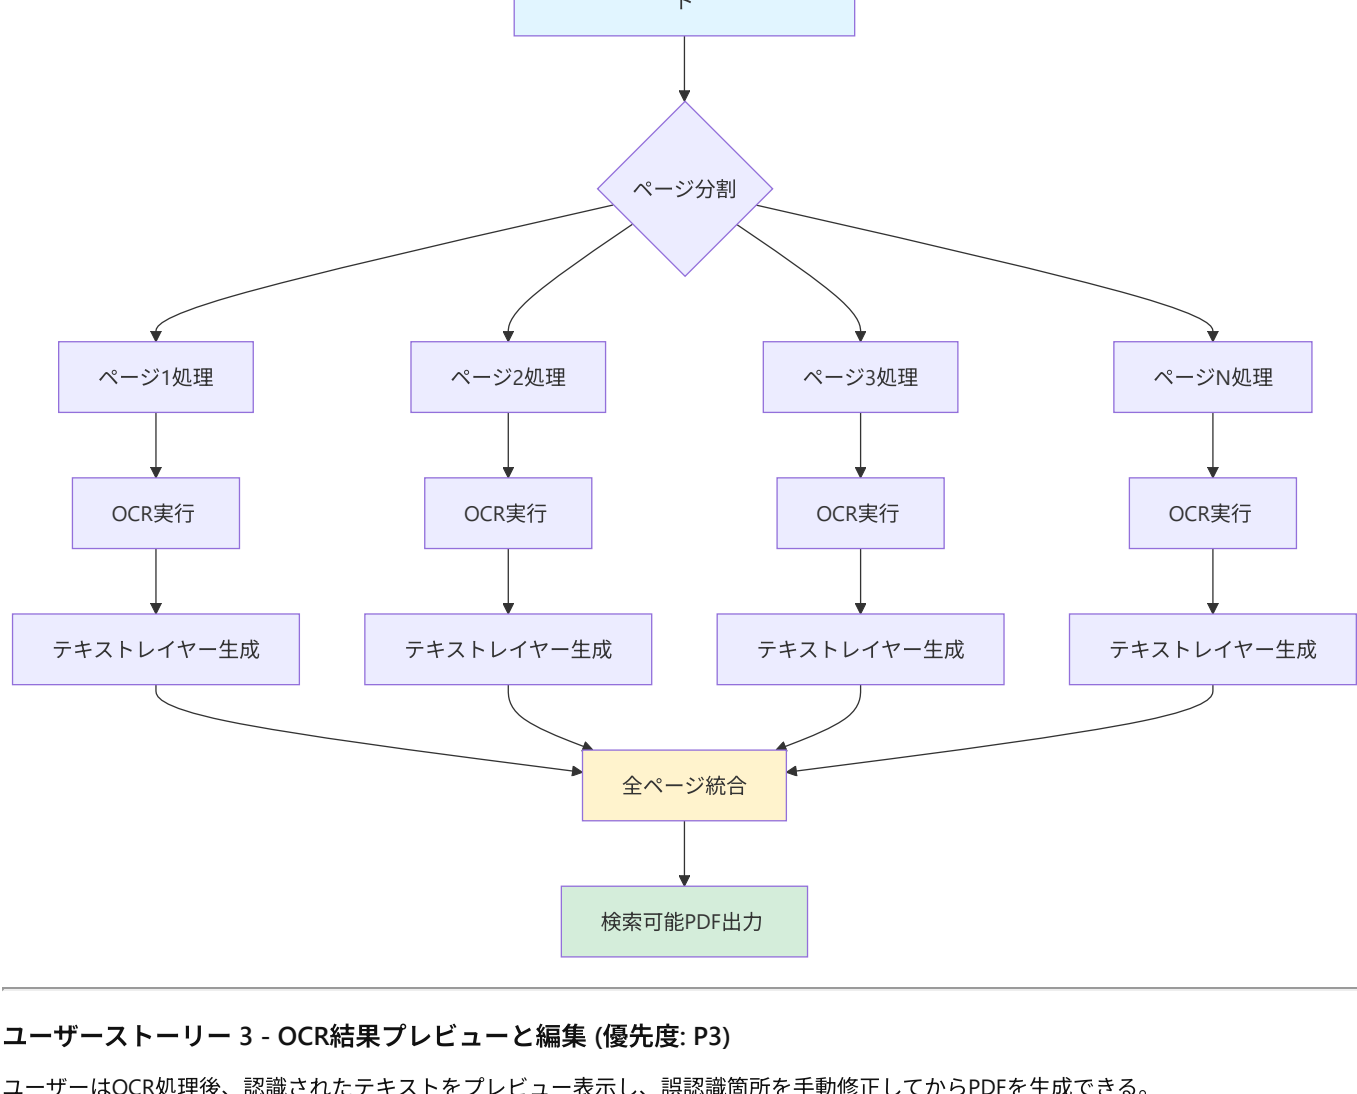 ページ分割
ページ1処理
ページ2処理
ページ3処理
ページN処理
OCR実行
OCR実行
OCR実行
OCR実行
テキストレイヤー生成
テキストレイヤー生成
テキストレイヤー生成
テキストレイヤー生成
全ページ統合
検索可能PDF出力
ユーザーストーリー 3 - OCR結果プレビューと編集 (優先度: P3)
ユーザーはOCR処理後、認識されたテキストをプレビュー表示し、誤認識箇所を手動修正してからPDFを生成できる。